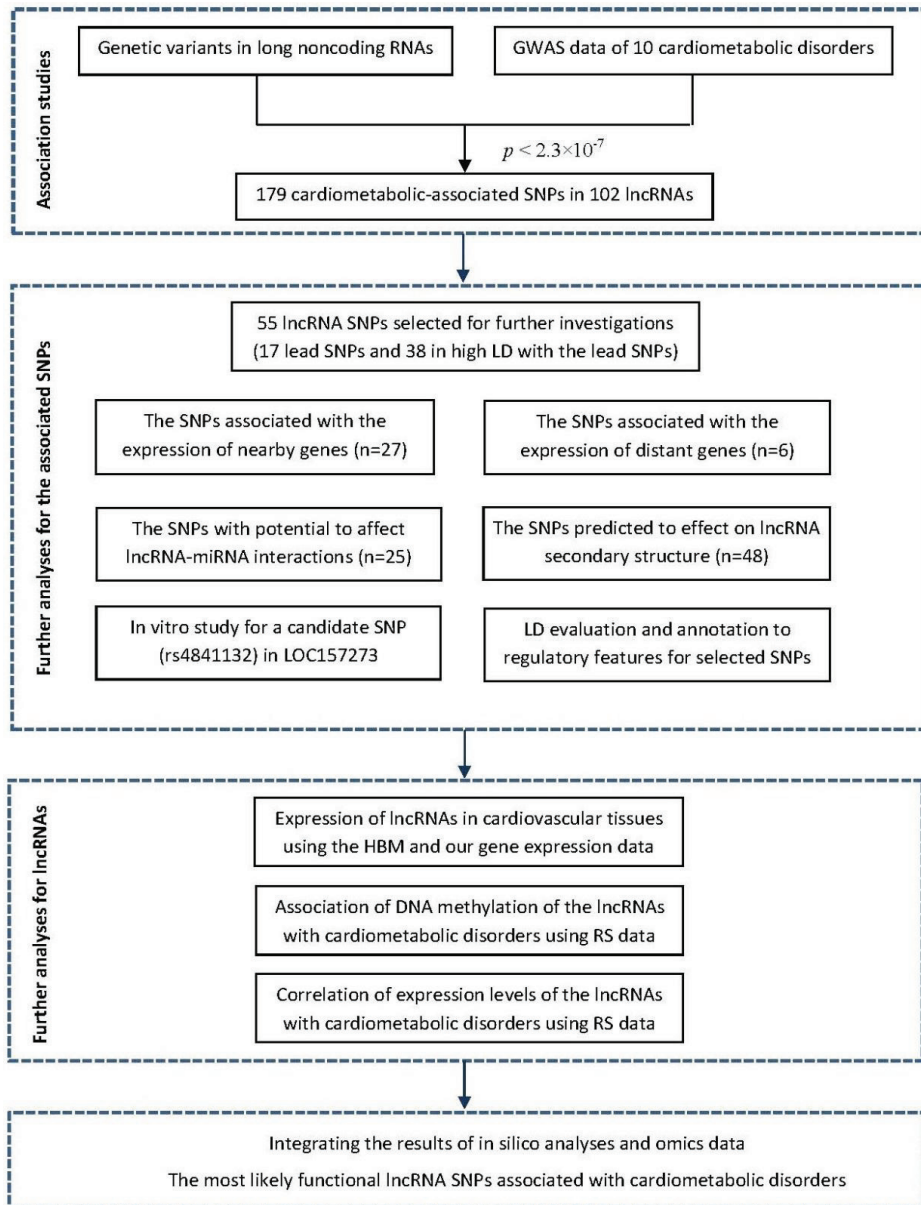 Association studies
Genetic variants in long noncoding RNAs
GWAS data of 10 cardiometabolic disorders
p < 2.3×10⁻⁷
179 cardiometabolic-associated SNPs in 102 lncRNAs
Further analyses for the associated SNPs
55 lncRNA SNPs selected for further investigations
(17 lead SNPs and 38 in high LD with the lead SNPs)
The SNPs associated with the
expression of nearby genes (n=27)
The SNPs associated with the
expression of distant genes (n=6)
The SNPs with potential to affect
lncRNA-miRNA interactions (n=25)
The SNPs predicted to effect on lncRNA
secondary structure (n=48)
In vitro study for a candidate SNP
(rs4841132) in LOC157273
LD evaluation and annotation to
regulatory features for selected SNPs
Further analyses for lncRNAs
Expression of lncRNAs in cardiovascular tissues
using the HBM and our gene expression data
Association of DNA methylation of the lncRNAs
with cardiometabolic disorders using RS data
Correlation of expression levels of the lncRNAs
with cardiometabolic disorders using RS data
Integrating the results of in silico analyses and omics data
The most likely functional lncRNA SNPs associated with cardiometabolic disorders